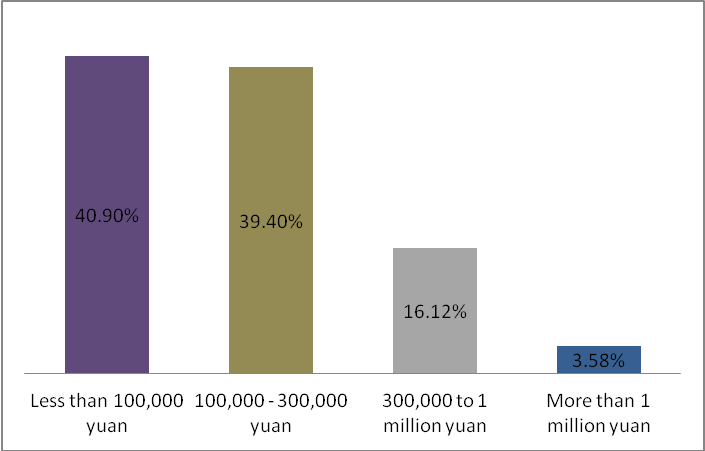 40.90%
39.40%
16.12%
3.58%
Less than 100,000
yuan
100,000 - 300,000
yuan
300,000 to 1
million yuan
More than 1
million yuan